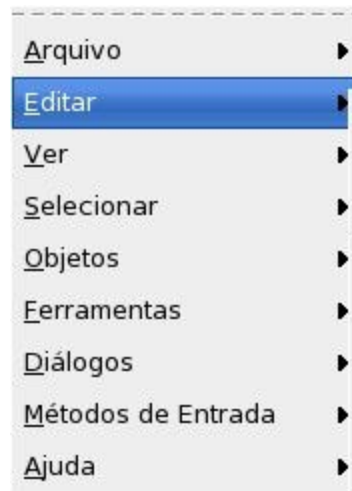 Arquivo
Editar
Ver
Selecionar
Objetos
Ferramentas
Diálogos
Métodos de Entrada
Ajuda